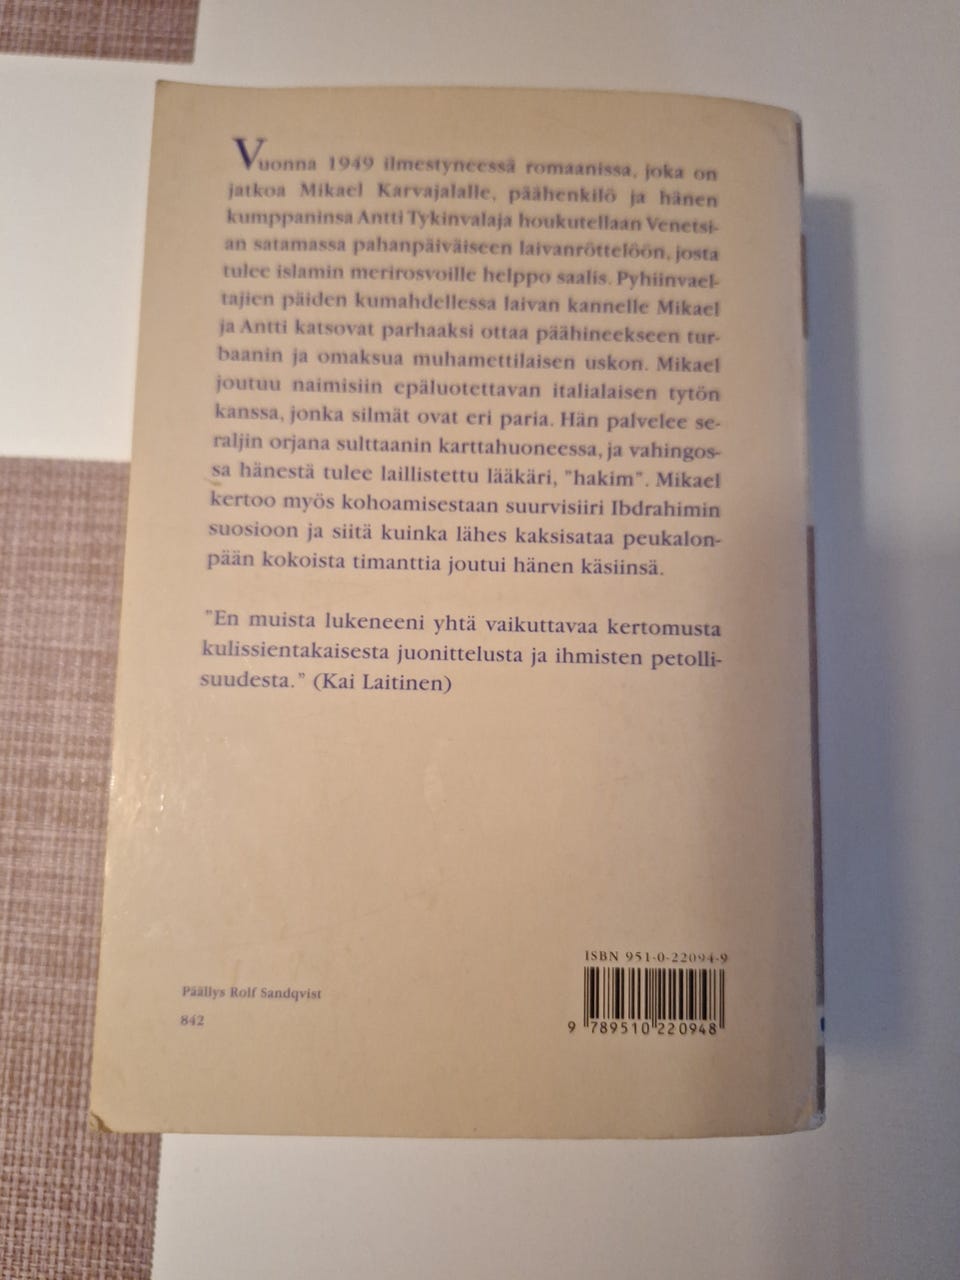 Vuonna 1949 ilmestyneessä romaanissa, joka on
jatkoa Mikael Karvajalalle, päähenkilö ja hänen
kumppaninsa Antti Tykinvalaja houkutellaan Venetsi-
an satamassa pahanpäiväiseen laivanröttelöön, josta
tulee islamin merirosvoille helppo saalis. Pyhiinvael-
tajien päiden kumahdellessa laivan kannelle Mikael
ja Antti katsovat parhaaksi ottaa päähineekseen tur-
baanin ja omaksua muhamettilaisen uskon. Mikael
joutuu naimisiin epäluotettavan italialaisen tytön
kanssa, jonka silmät ovat eri paria. Hän palvelee se-
raljin orjana sulttaanin karttahuoneessa, ja vahingos-
sa hänestä tulee laillistettu lääkäri, "hakim". Mikael
kertoo myös kohoamisestaan suurvisiiri Ibdrahimin
suosioon ja siitä kuinka lähes kaksisataa peukalon-
pään kokoista timanttia joutui hänen käsiinsä.
"En muista lukeneeni yhtä vaikuttavaa kertomusta
kulissientakaisesta juonittelusta ja ihmisten petolli-
suudesta." (Kai Laitinen)
ISBN 951-0-22094-9
Päällys Rolf Sandqvist
842
9 789510 220948